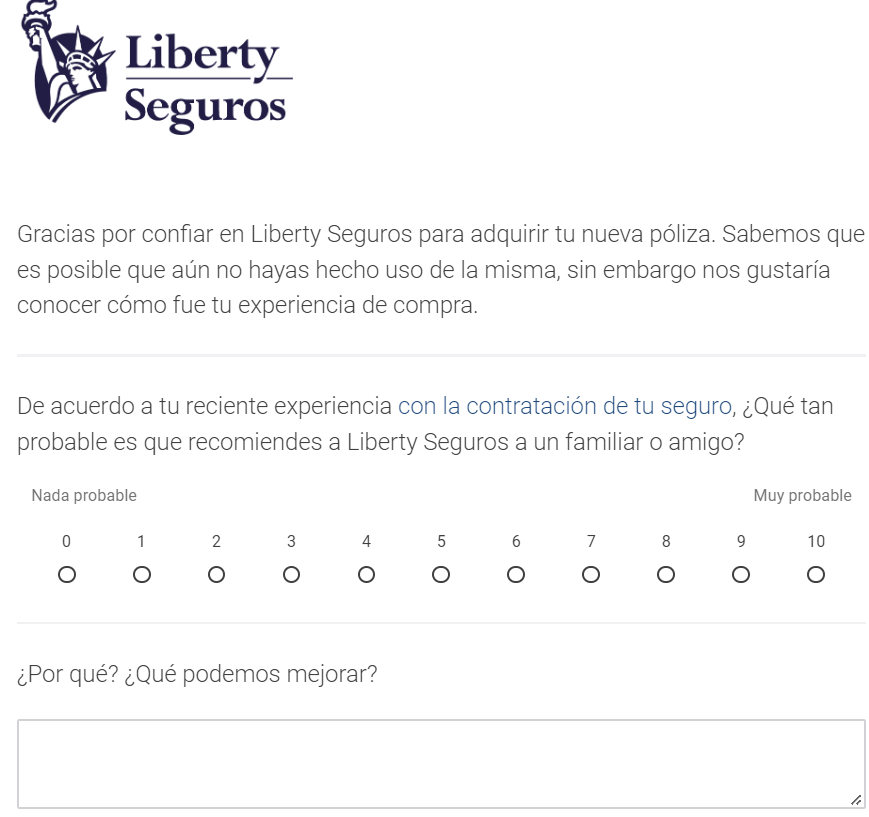 Liberty
Seguros
Gracias por confiar en Liberty Seguros para adquirir tu nueva póliza. Sabemos que
es posible que aún no hayas hecho uso de la misma, sin embargo nos gustaría
conocer cómo fue tu experiencia de compra.
De acuerdo a tu reciente experiencia con la contratación de tu seguro, ¿Qué tan
probable es que recomiendes a Liberty Seguros a un familiar o amigo?
Nada probable Muy probable
0 1 2 3 4 5 6 7 8 9 10
¿Por qué? ¿Qué podemos mejorar?